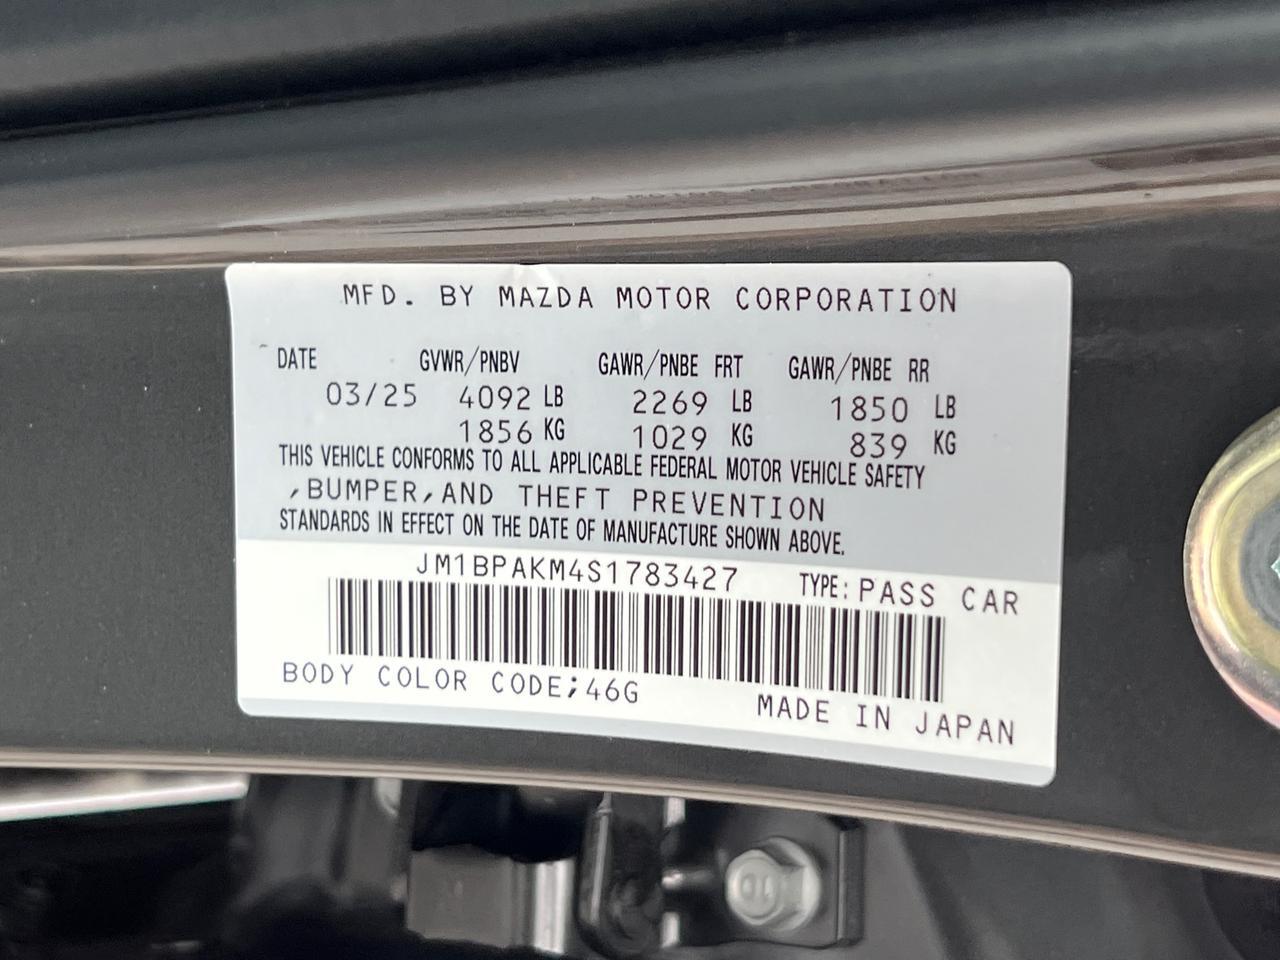 MFD. BY MAZDA MOTOR CORPORATION
DATE GVWR/PNBV GAWR/PNBE FRT GAWR/PNBE RR
03/25 4092 LB 2269 LB 1850 LB
1856 KG 1029 KG 839 KG
THIS VEHICLE CONFORMS TO ALL APPLICABLE FEDERAL MOTOR VEHICLE SAFETY
,BUMPER,AND THEFT PREVENTION
STANDARDS IN EFFECT ON THE DATE OF MANUFACTURE SHOWN ABOVE.
JM1BPAKM4S1783427 TYPE:PASS CAR
BODY COLOR CODE;46G
MADE IN JAPAN